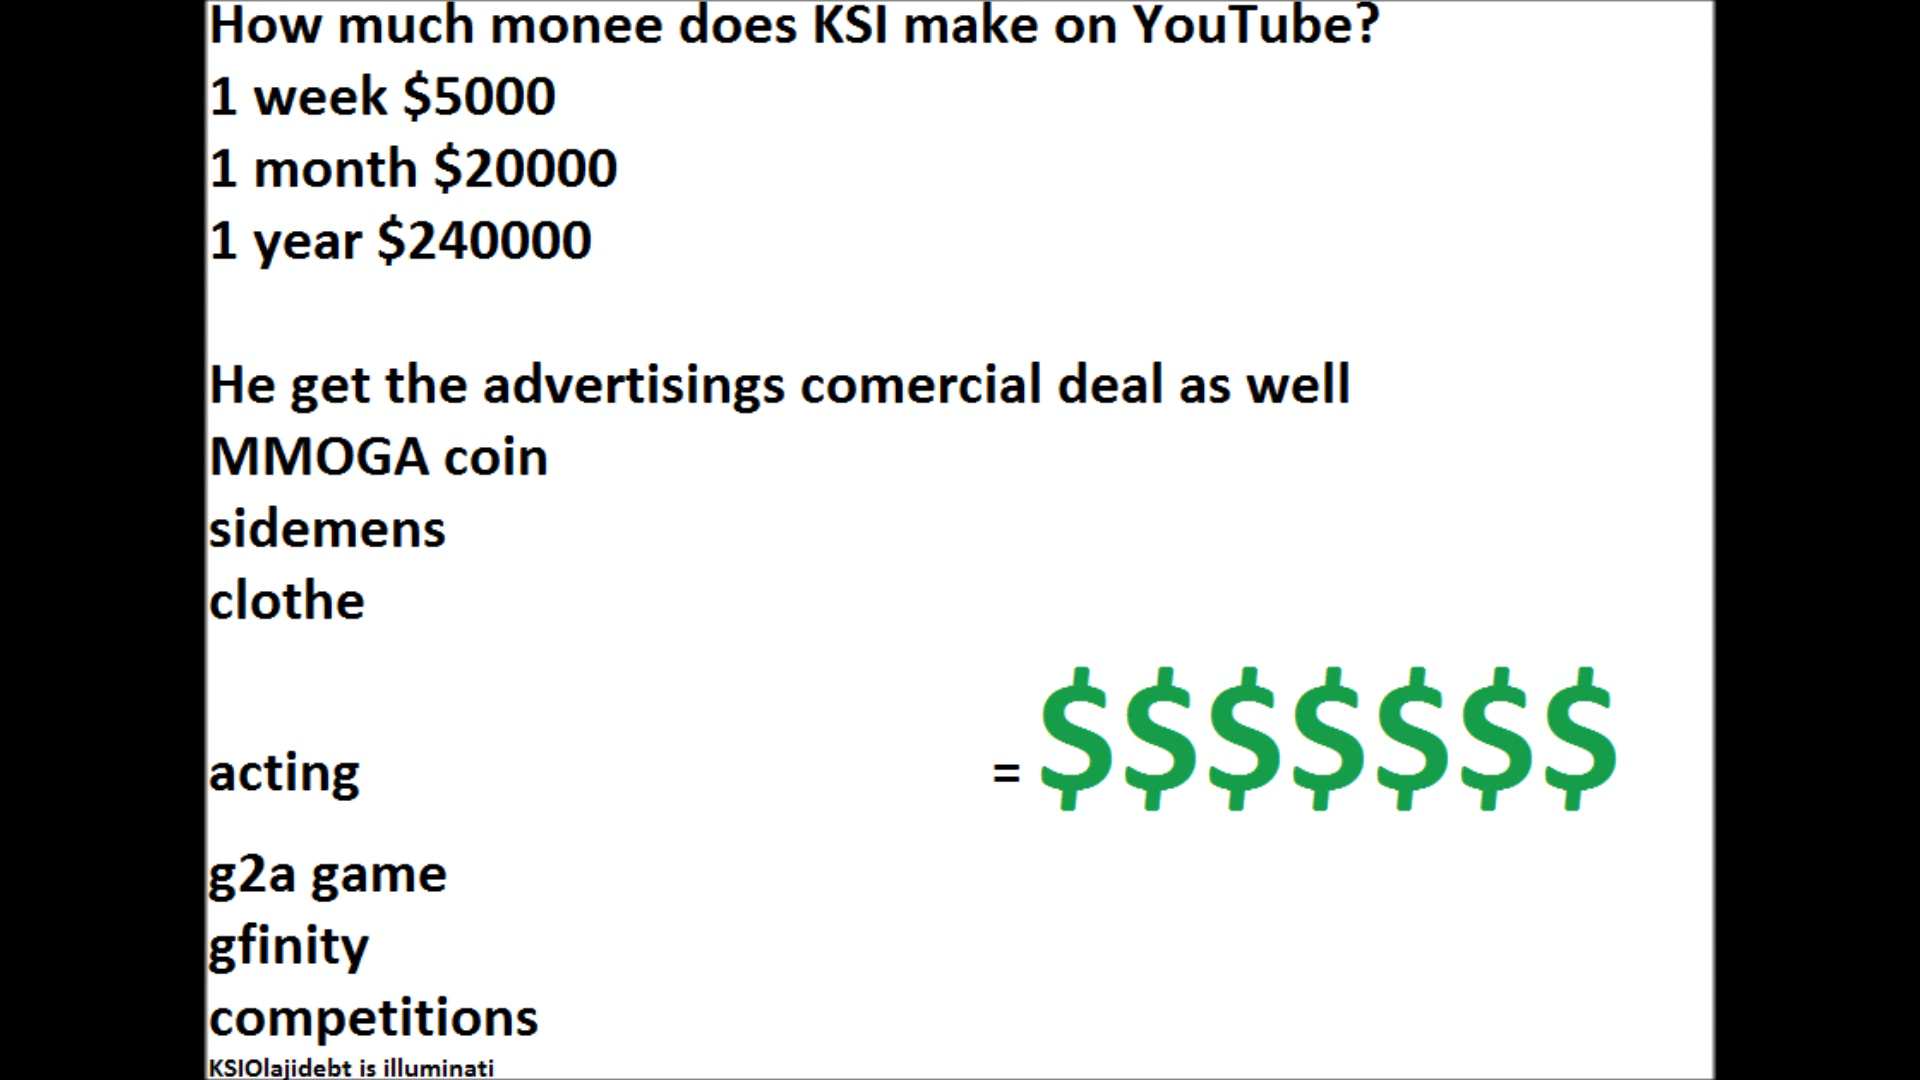 How much monee does KSI make on YouTube?
1 week $5000
1 month $20000
1 year $240000
He get the advertisings comercial deal as well
MMOGA coin
sidemens
clothe
acting = $$$$$$$
g2a game
gfinity
competitions
KSIOlajidebt is illuminati